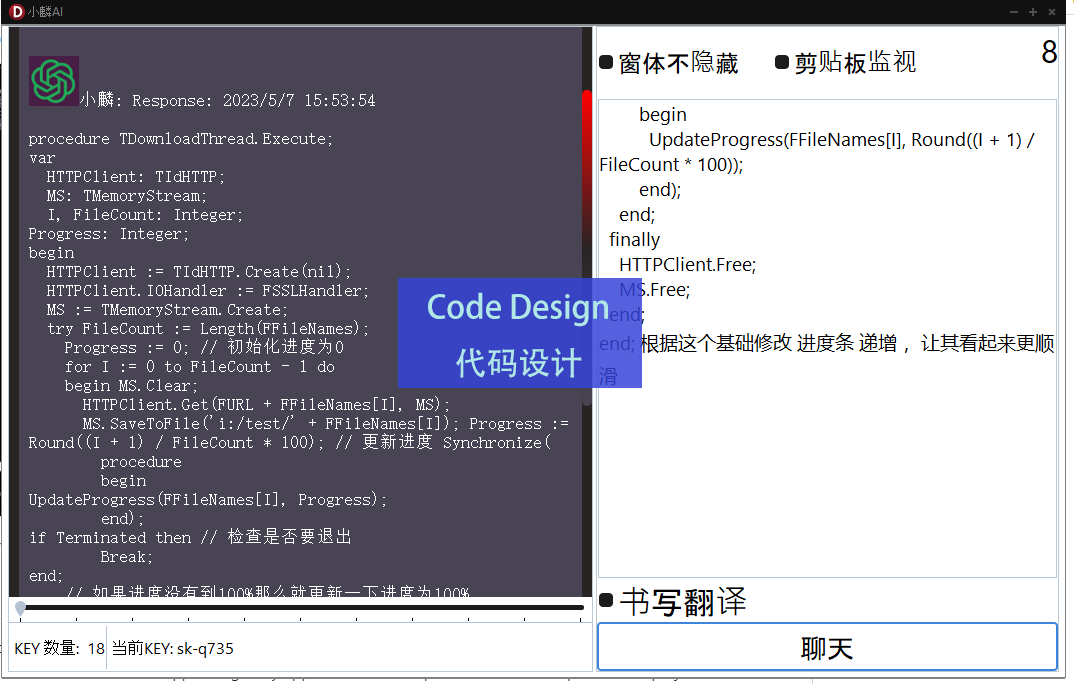 小麟AI
小麟: Response: 2023/5/7 15:53:54
procedure TDownloadThread.Execute;
var
HTTPClient: TIdHTTP;
MS: TMemoryStream;
I, FileCount: Integer;
Progress: Integer;
begin
HTTPClient := TIdHTTP.Create(nil);
HTTPClient.IOHandler := FSSLHandler;
MS := TMemoryStream.Create;
try FileCount := Length(FFileNames);
Progress := 0; // 初始化进度为0
for I := 0 to FileCount - 1 do
begin MS.Clear;
HTTPClient.Get(FURL + FFileNames[I], MS);
MS.SaveToFile('i:/test/' + FFileNames[I]); Progress :=
Round((I + 1) / FileCount * 100); // 更新进度 Synchronize(
procedure
begin
UpdateProgress(FFileNames[I], Progress);
end);
if Terminated then // 检查是否要退出
Break;
end;
// 如果进度没有到100%那么就更新一下进度为100%
KEY 数量: 18 当前KEY: sk-q735
Code Design
代码设计
窗体不隐藏 剪贴板监视 8
begin
UpdateProgress(FFileNames[I], Round((I + 1) /
FileCount * 100));
end);
end;
finally
HTTPClient.Free;
MS.Free;
end;
end; 根据这个基础修改 进度条 递增 ，让其看起来更顺
滑
书写翻译
聊天